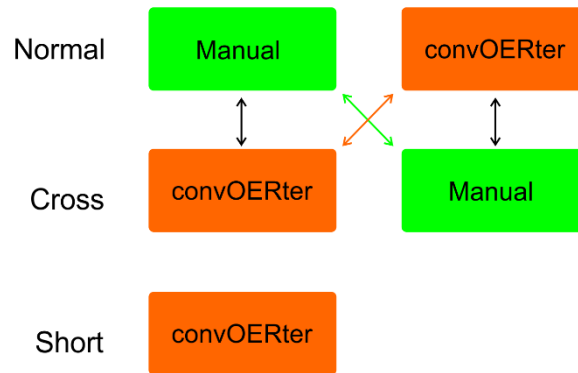 Normal
Manual
convOERter
Cross
convOERter
Manual
Short
convOERter